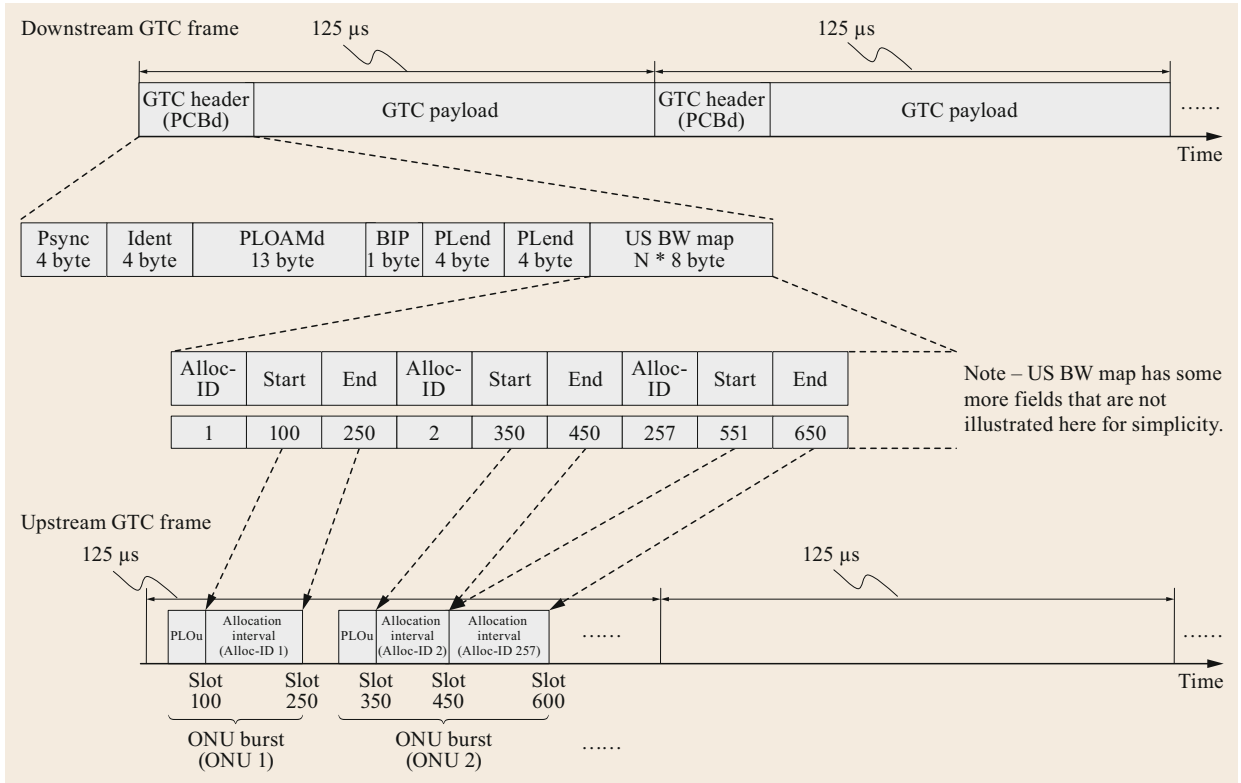 Downstream GTC frame
125 µs
125 µs
GTC header
(PCBd)
GTC payload
GTC header
(PCBd)
GTC payload
......
Time
Psync
4 byte
Ident
4 byte
PLOAMd
13 byte
BIP
1 byte
PLend
4 byte
PLend
4 byte
US BW map
N * 8 byte
Alloc-
ID
Start
End
Alloc-
ID
Start
End
Alloc-
ID
Start
End
1
100
250
2
350
450
257
551
650
Note – US BW map has some
more fields that are not
illustrated here for simplicity.
Upstream GTC frame
125 µs
125 µs
PLOu
Allocation
interval
(Alloc-ID 1)
PLOu
Allocation
interval
(Alloc-ID 2)
Allocation
interval
(Alloc-ID 257)
......
......
Time
Slot
100
Slot
250
Slot
350
Slot
450
Slot
600
ONU burst
(ONU 1)
ONU burst
(ONU 2)
......